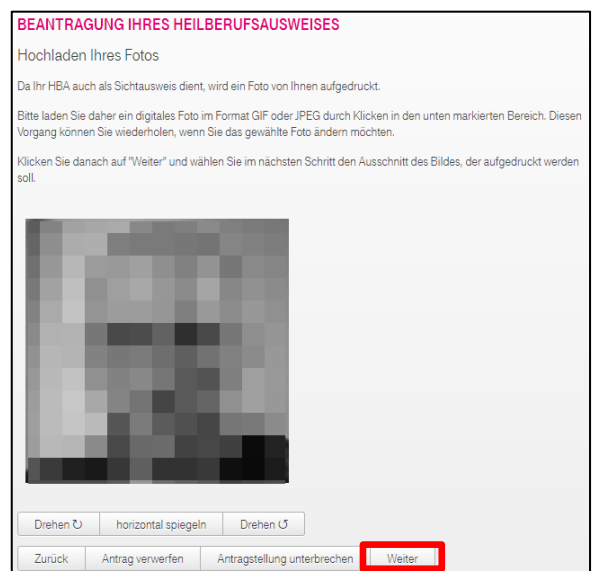 BEANTRAGUNG IHRES HEILBERUFSAUSWEISES
Hochladen Ihres Fotos
Da Ihr HBA auch als Sichtausweis dient, wird ein Foto von Ihnen aufgedruckt.
Bitte laden Sie daher ein digitales Foto im Format GIF oder JPEG durch Klicken in den unten markierten Bereich. Diesen
Vorgang können Sie wiederholen, wenn Sie das gewählte Foto ändern möchten.
Klicken Sie danach auf "Weiter" und wählen Sie im nächsten Schritt den Ausschnitt des Bildes, der aufgedruckt werden
soll.
Drehen ↻ horizontal spiegeln Drehen ↺
Zurück Antrag verwerfen Antragstellung unterbrechen Weiter